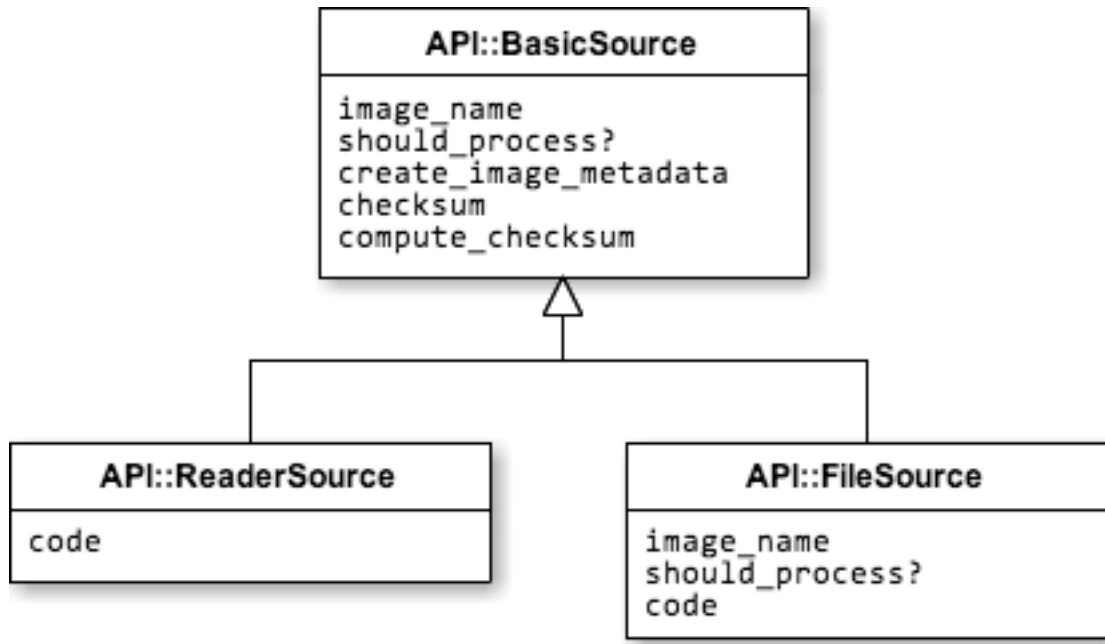 API::BasicSource
image_name
should_process?
create_image_metadata
checksum
compute_checksum
API::ReaderSource
code
API::FileSource
image_name
should_process?
code